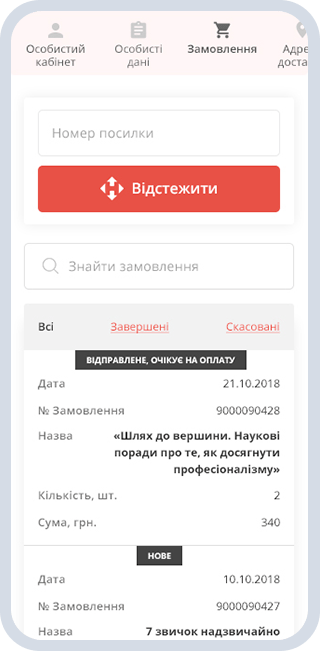 Особистий
кабінет
Особисті
дані
Замовлення
Номер посилки
Відстежити
Знайти замовлення
Всі Завершені Скасовані
ВІДПРАВЛЕНЕ, ОЧІКУЄ НА ОПЛАТУ
Дата 21.10.2018
№ Замовлення 9000090428
Назва «Шлях до вершини. Наукові
поради про те, як досягнути
професіоналізму»
Кількість, шт. 2
Сума, грн. 340
НОВЕ
Дата 10.10.2018
№ Замовлення 9000090427
Назва 7 звичок надзвичайно